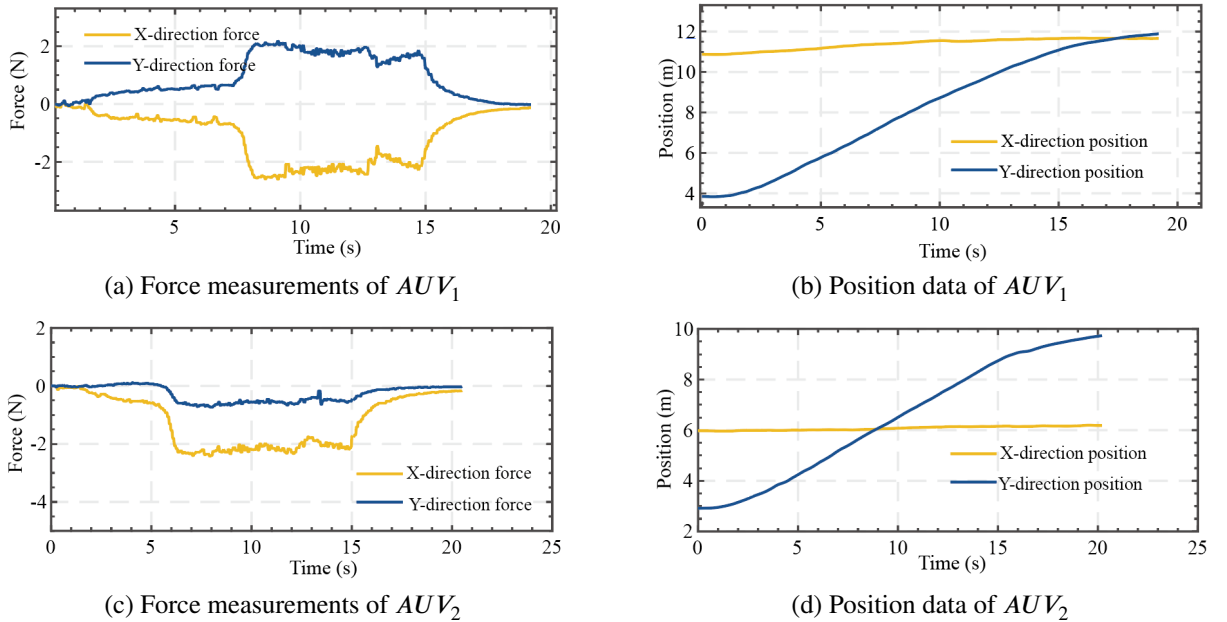 X-direction force
Y-direction force
2
0
-2
Force (N)
5
10
15
20
Time (s)
(a) Force measurements of AUV₁
12
10
8
6
4
Position (m)
X-direction position
Y-direction position
0
5
10
15
20
Time (s)
(b) Position data of AUV₁
2
0
-2
-4
Force (N)
X-direction force
Y-direction force
0
5
10
15
20
25
Time (s)
(c) Force measurements of AUV₂
10
8
6
4
2
Position (m)
X-direction position
Y-direction position
0
5
10
15
20
25
Time (s)
(d) Position data of AUV₂